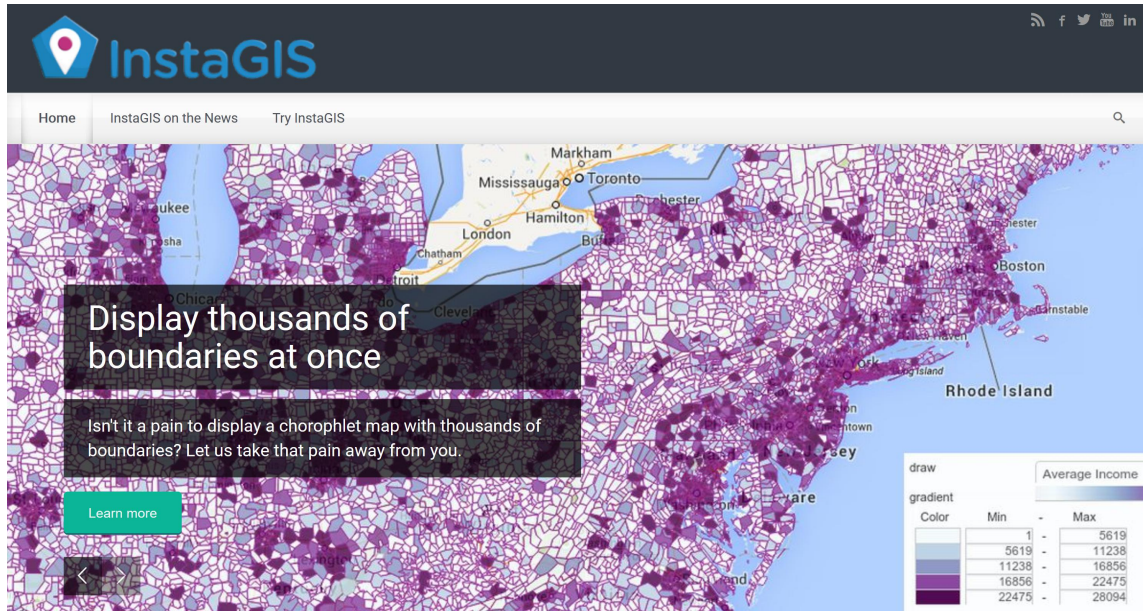 InstaGIS
Home
InstaGIS on the News
Try InstaGIS
Markham
Mississauga
Toronto
Hamilton
London
Chatham
Boston
Rhode Island
Display thousands of
boundaries at once
Isn't it a pain to display a chorophlet map with thousands of
boundaries? Let us take that pain away from you.
Learn more
draw
Average Income
gradient
Color Min - Max
1 - 5619
5619 - 11238
11238 - 16856
16856 - 22475
22475 - 28094